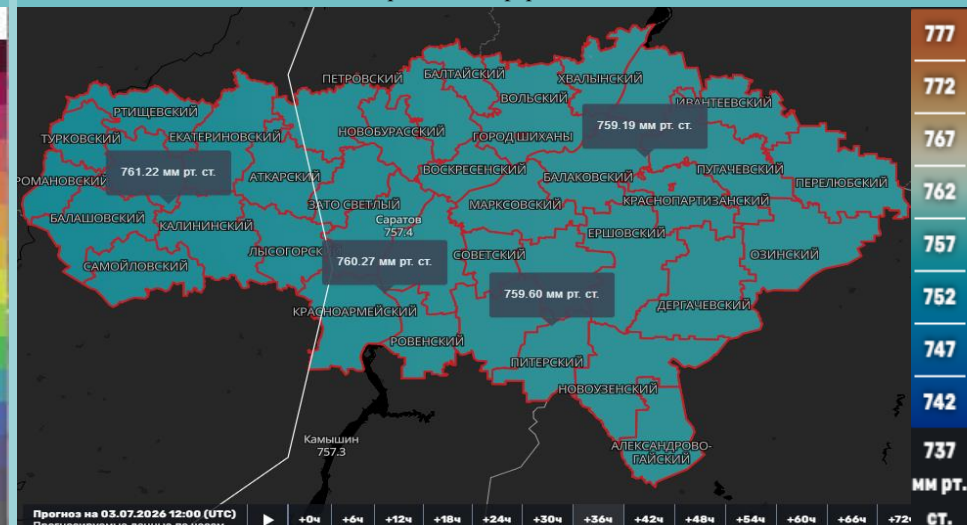 777
ПЕТРОВСКИЙ
БАЛТАЙСКИЙ
ХВАЛЫНСКИЙ
772
ВОЛЬСКИЙ
ИВАНТЕЕВСКИЙ
РТИЩЕВСКИЙ
ТУРКОВСКИЙ
ЕКАТЕРИНОВСКИЙ
НОВОБУРАССКИЙ
ГОРОД ШИХАНЫ
759.19 мм рт. ст.
767
761.22 мм рт. ст.
РОМАНОВСКИЙ
АТКАРСКИЙ
ВОСКРЕСЕНСКИЙ
БАЛАКОВСКИЙ
ПУГАЧЕВСКИЙ
ПЕРЕЛЮБСКИЙ
762
ЗАТО СВЕТЛЫЙ
МАРКСОВСКИЙ
КРАСНОПАРТИЗАНСКИЙ
БАЛАШОВСКИЙ
КАЛИНИНСКИЙ
Саратов
757.4
ЕРШОВСКИЙ
757
ЛЫСОГОРСК
760.27 мм рт. ст.
СОВЕТСКИЙ
ОЗИНСКИЙ
САМОЙЛОВСКИЙ
759.60 мм рт. ст.
752
КРАСНОАРМЕЙСКИЙ
ДЕРГАЧЕВСКИЙ
РОВЕНСКИЙ
747
ПИТЕРСКИЙ
НОВОУЗЕНСКИЙ
742
Камышин
757.3
АЛЕКСАНДРОВО-
ГАЙСКИЙ
737
мм рт.
ст.
Прогноз на 03.07.2026 12:00 (UTC)
+0ч +6ч +12ч +18ч +24ч +30ч +36ч +42ч +48ч +54ч +60ч +66ч +72ч